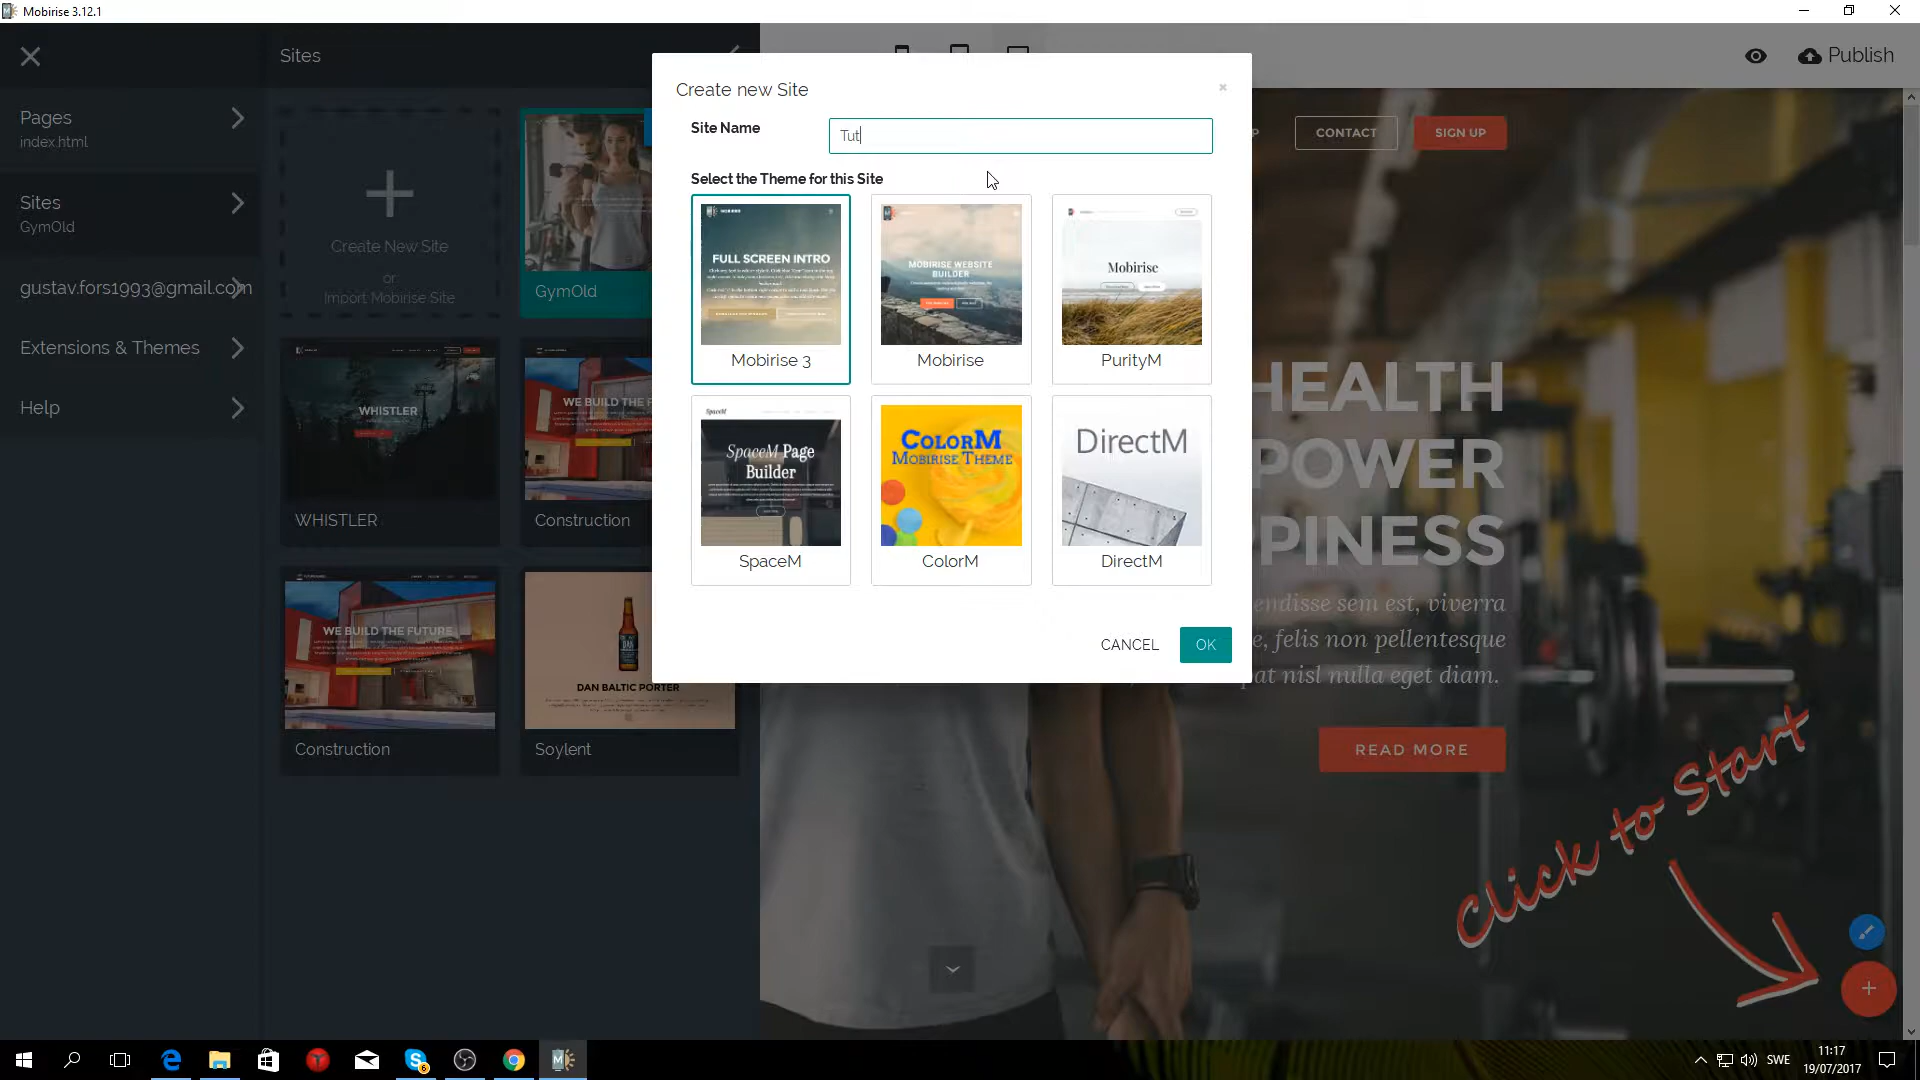 Mobirise 3.12.1
Sites
Publish
Pages
index.html
Sites
GymOld
gustav.fors1993@gmail.com
Extensions & Themes
Help
Create New Site
or
Import Mobirise Site
GymOld
WHISTLER
WHISTLER
WE BUILD THE F
Construction
WE BUILD THE FUTURE
Construction
DAN BALTIC PORTER
Soylent
Create new Site
×
Site Name
Tut
Select the Theme for this Site
FULL SCREEN INTRO
Mobirise 3
MOBIRISE WEBSITE
BUILDER
Mobirise
Mobirise
PurityM
SpaceM
SpaceM Page
Builder
SpaceM
COLORM
MOBIRISE THEME
ColorM
DirectM
DirectM
CANCEL
OK
P
CONTACT
SIGN UP
HEALTH
POWER
PPINESS
endisse sem est, viverra
e, felis non pellentesque
pat nisl nulla eget diam.
READ MORE
Click to Start
SWE
11:17
19/07/2017